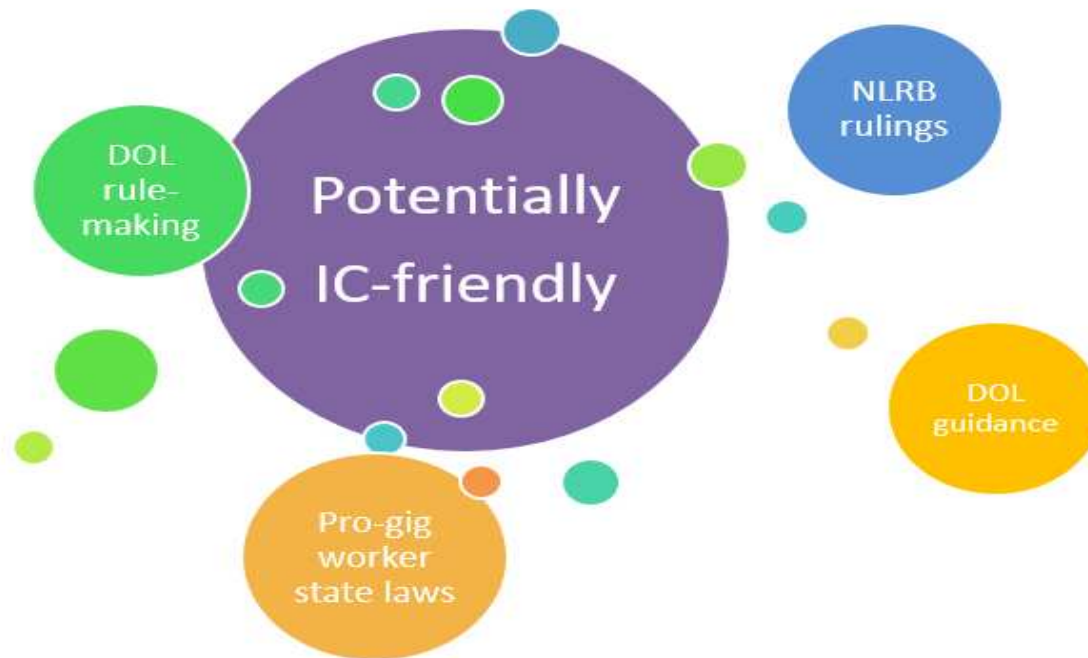 NLRB
rulings
DOL
rule-
making
Potentially
IC-friendly
DOL
guidance
Pro-gig
worker
state laws